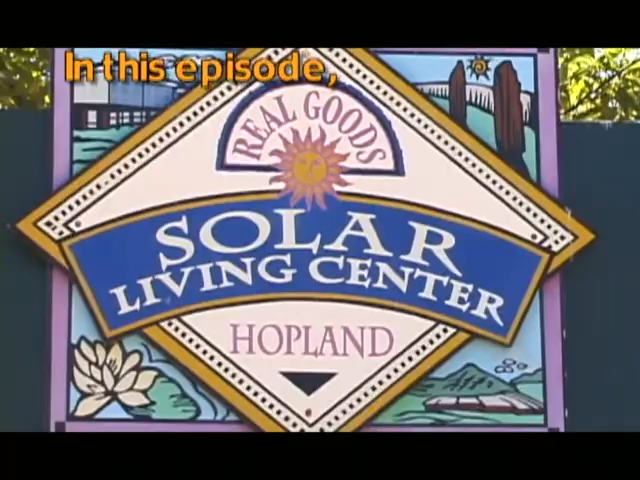 In this episode,
REAL GOODS
SOLAR
LIVING CENTER
HOPLAND